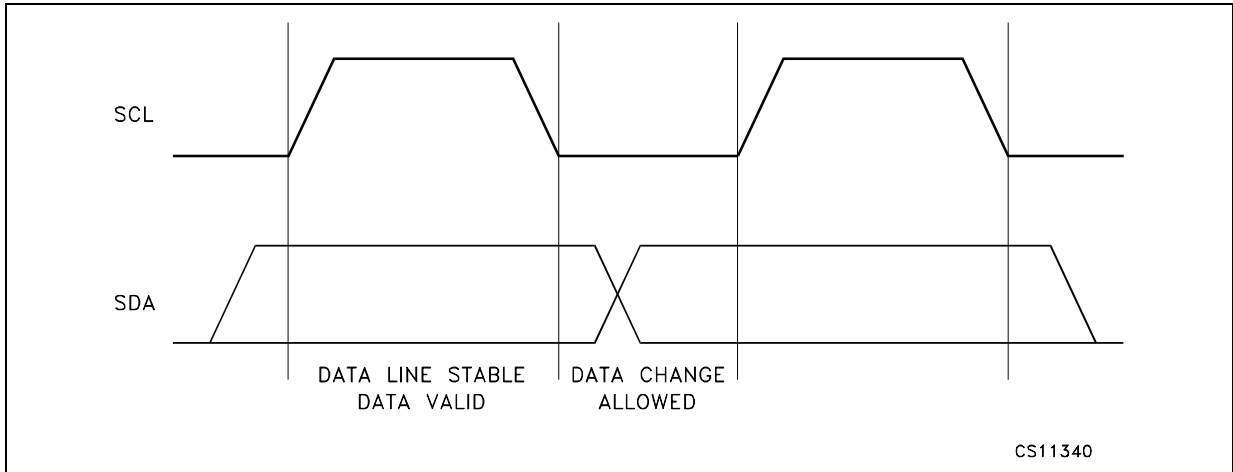 SCL
SDA
DATA LINE STABLE
DATA VALID
DATA CHANGE
ALLOWED
CS11340